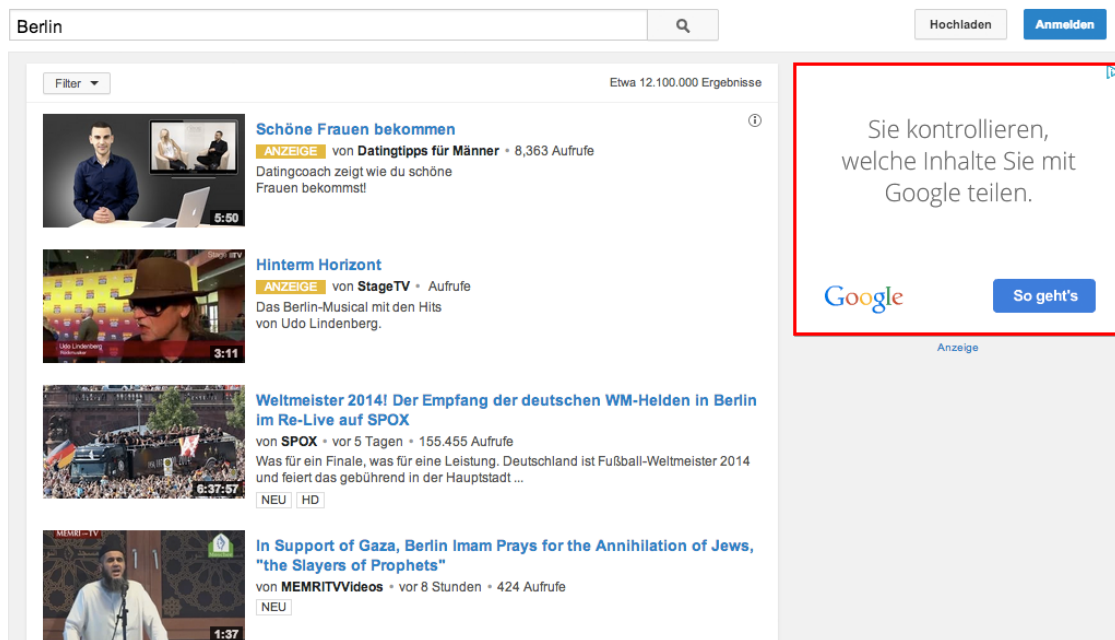 Berlin
Hochladen
Anmelden
Filter
Etwa 12.100.000 Ergebnisse
5:50
Schöne Frauen bekommen
ANZEIGE von Datingtipps für Männer • 8,363 Aufrufe
Datingcoach zeigt wie du schöne
Frauen bekommst!
Stage TV
Udo Lindenberg
Rockmusiker
3:11
Hinterm Horizont
ANZEIGE von StageTV • Aufrufe
Das Berlin-Musical mit den Hits
von Udo Lindenberg.
6:37:57
Weltmeister 2014! Der Empfang der deutschen WM-Helden in Berlin
im Re-Live auf SPOX
von SPOX • vor 5 Tagen • 155.455 Aufrufe
Was für ein Finale, was für eine Leistung. Deutschland ist Fußball-Weltmeister 2014
und feiert das gebührend in der Hauptstadt ...
NEU HD
MEMRI-TV
1:37
In Support of Gaza, Berlin Imam Prays for the Annihilation of Jews,
"the Slayers of Prophets"
von MEMRITVVideos • vor 8 Stunden • 424 Aufrufe
NEU
Sie kontrollieren,
welche Inhalte Sie mit
Google teilen.
Google
So geht's
Anzeige